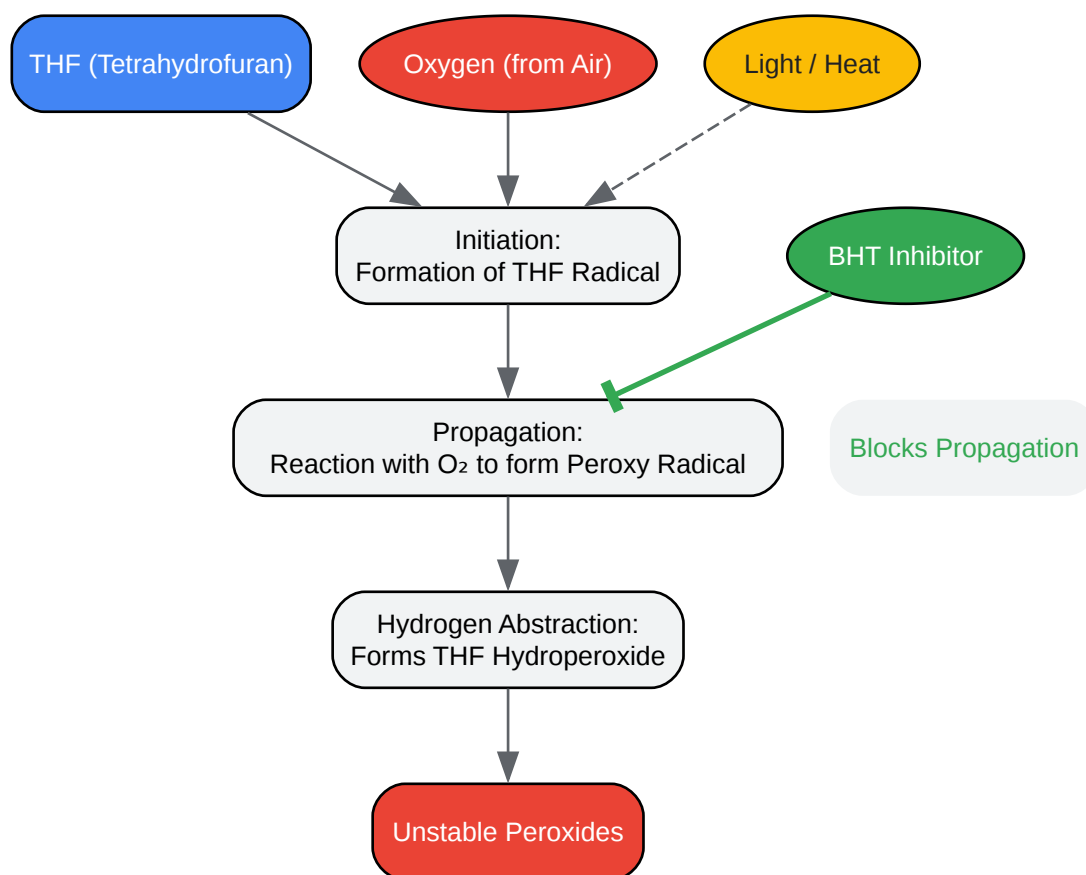 THF (Tetrahydrofuran)
Oxygen (from Air)
Light / Heat
Initiation:
Formation of THF Radical
BHT Inhibitor
Propagation:
Reaction with O₂ to form Peroxy Radical
Blocks Propagation
Hydrogen Abstraction:
Forms THF Hydroperoxide
Unstable Peroxides